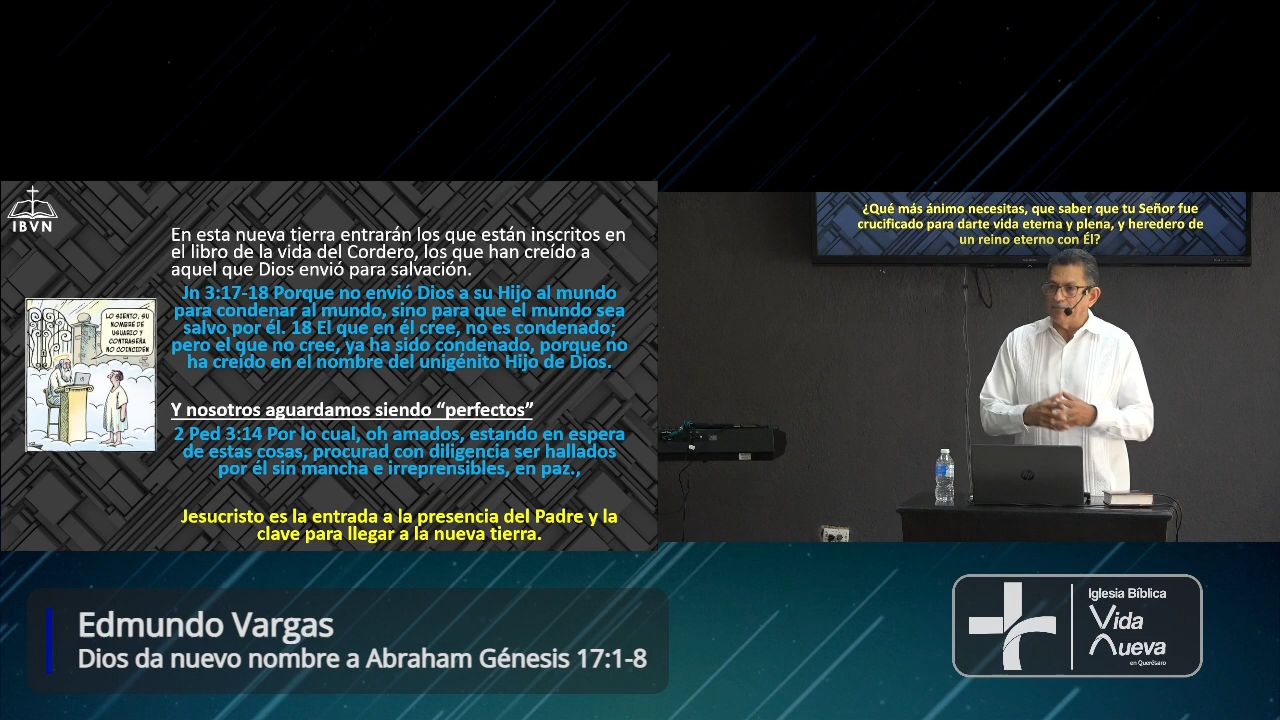 IBVN
En esta nueva tierra entrarán los que están inscritos en
el libro de la vida del Cordero, los que han creído a
aquel que Dios envió para salvación.
Jn 3:17-18 Porque no envió Dios a su Hijo al mundo
para condenar al mundo, sino para que el mundo sea
salvo por él. 18 El que en él cree, no es condenado;
pero el que no cree, ya ha sido condenado, porque no
ha creído en el nombre del unigénito Hijo de Dios.
LO SIENTO, SU
NOMBRE DE
USUARIO Y
CONTRASEÑA
NO COINCIDEN
Y nosotros aguardamos siendo “perfectos”
2 Ped 3:14 Por lo cual, oh amados, estando en espera
de estas cosas, procurad con diligencia ser hallados
por él sin mancha e irreprensibles, en paz.,
Jesucristo es la entrada a la presencia del Padre y la
clave para llegar a la nueva tierra.
¿Qué más ánimo necesitas, que saber que tu Señor fue
crucificado para darte vida eterna y plena, y heredero de
un reino eterno con Él?
hp
Edmundo Vargas
Dios da nuevo nombre a Abraham Génesis 17:1-8
Iglesia Bíblica
Vida
Nueva
en Querétaro